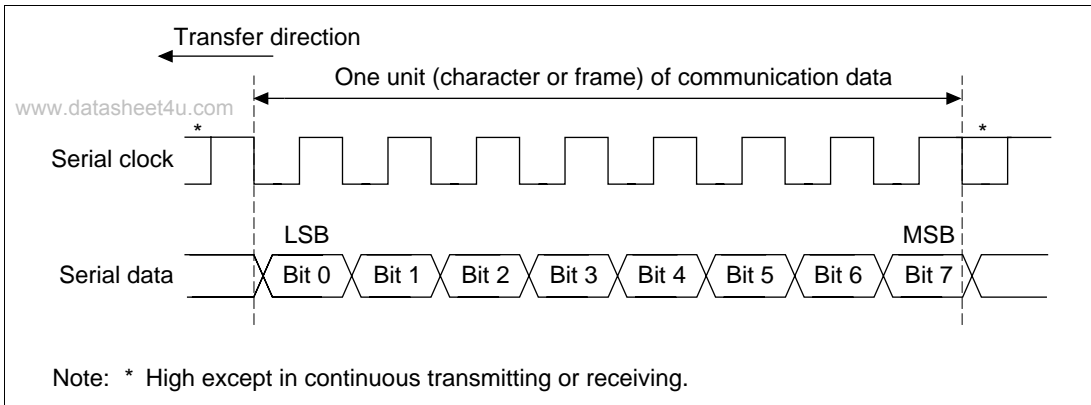 Transfer direction
One unit (character or frame) of communication data
www.datasheet4u.com
* *
Serial clock
LSB MSB
Serial data Bit 0 Bit 1 Bit 2 Bit 3 Bit 4 Bit 5 Bit 6 Bit 7
Note: * High except in continuous transmitting or receiving.